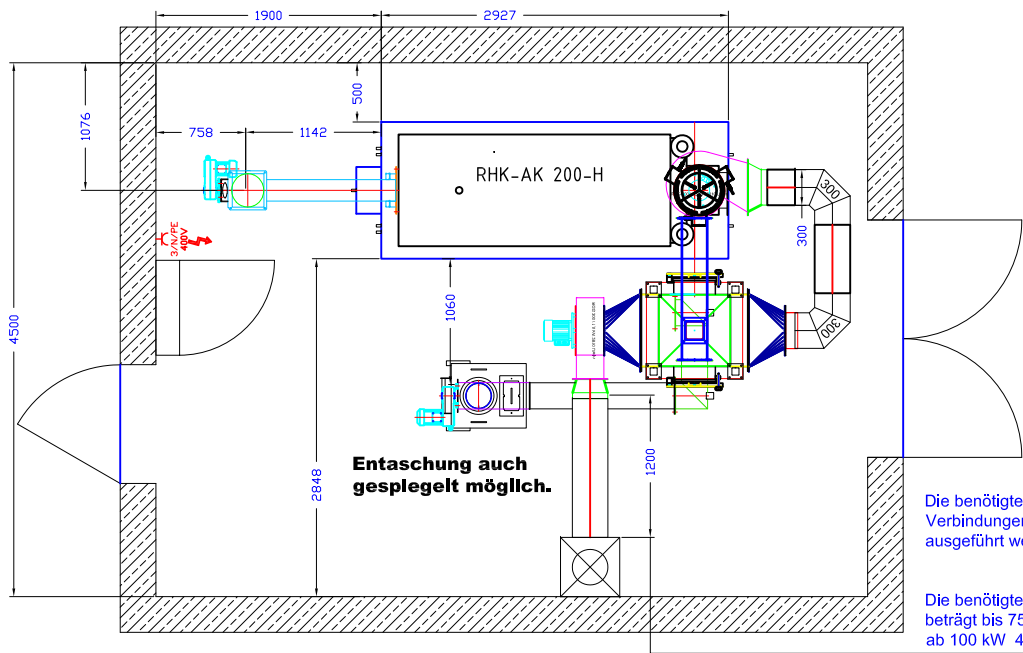 1900
2927
1076
758
1142
500
RHK-AK 200-H
300
300
3/N/PE
400V
4500
1060
300
2848
1200
Entaschung auch
gespiegelt möglich.
Die benötigte
Verbindungen
ausgeführt we
Die benötigte
beträgt bis 75
ab 100 kW 4